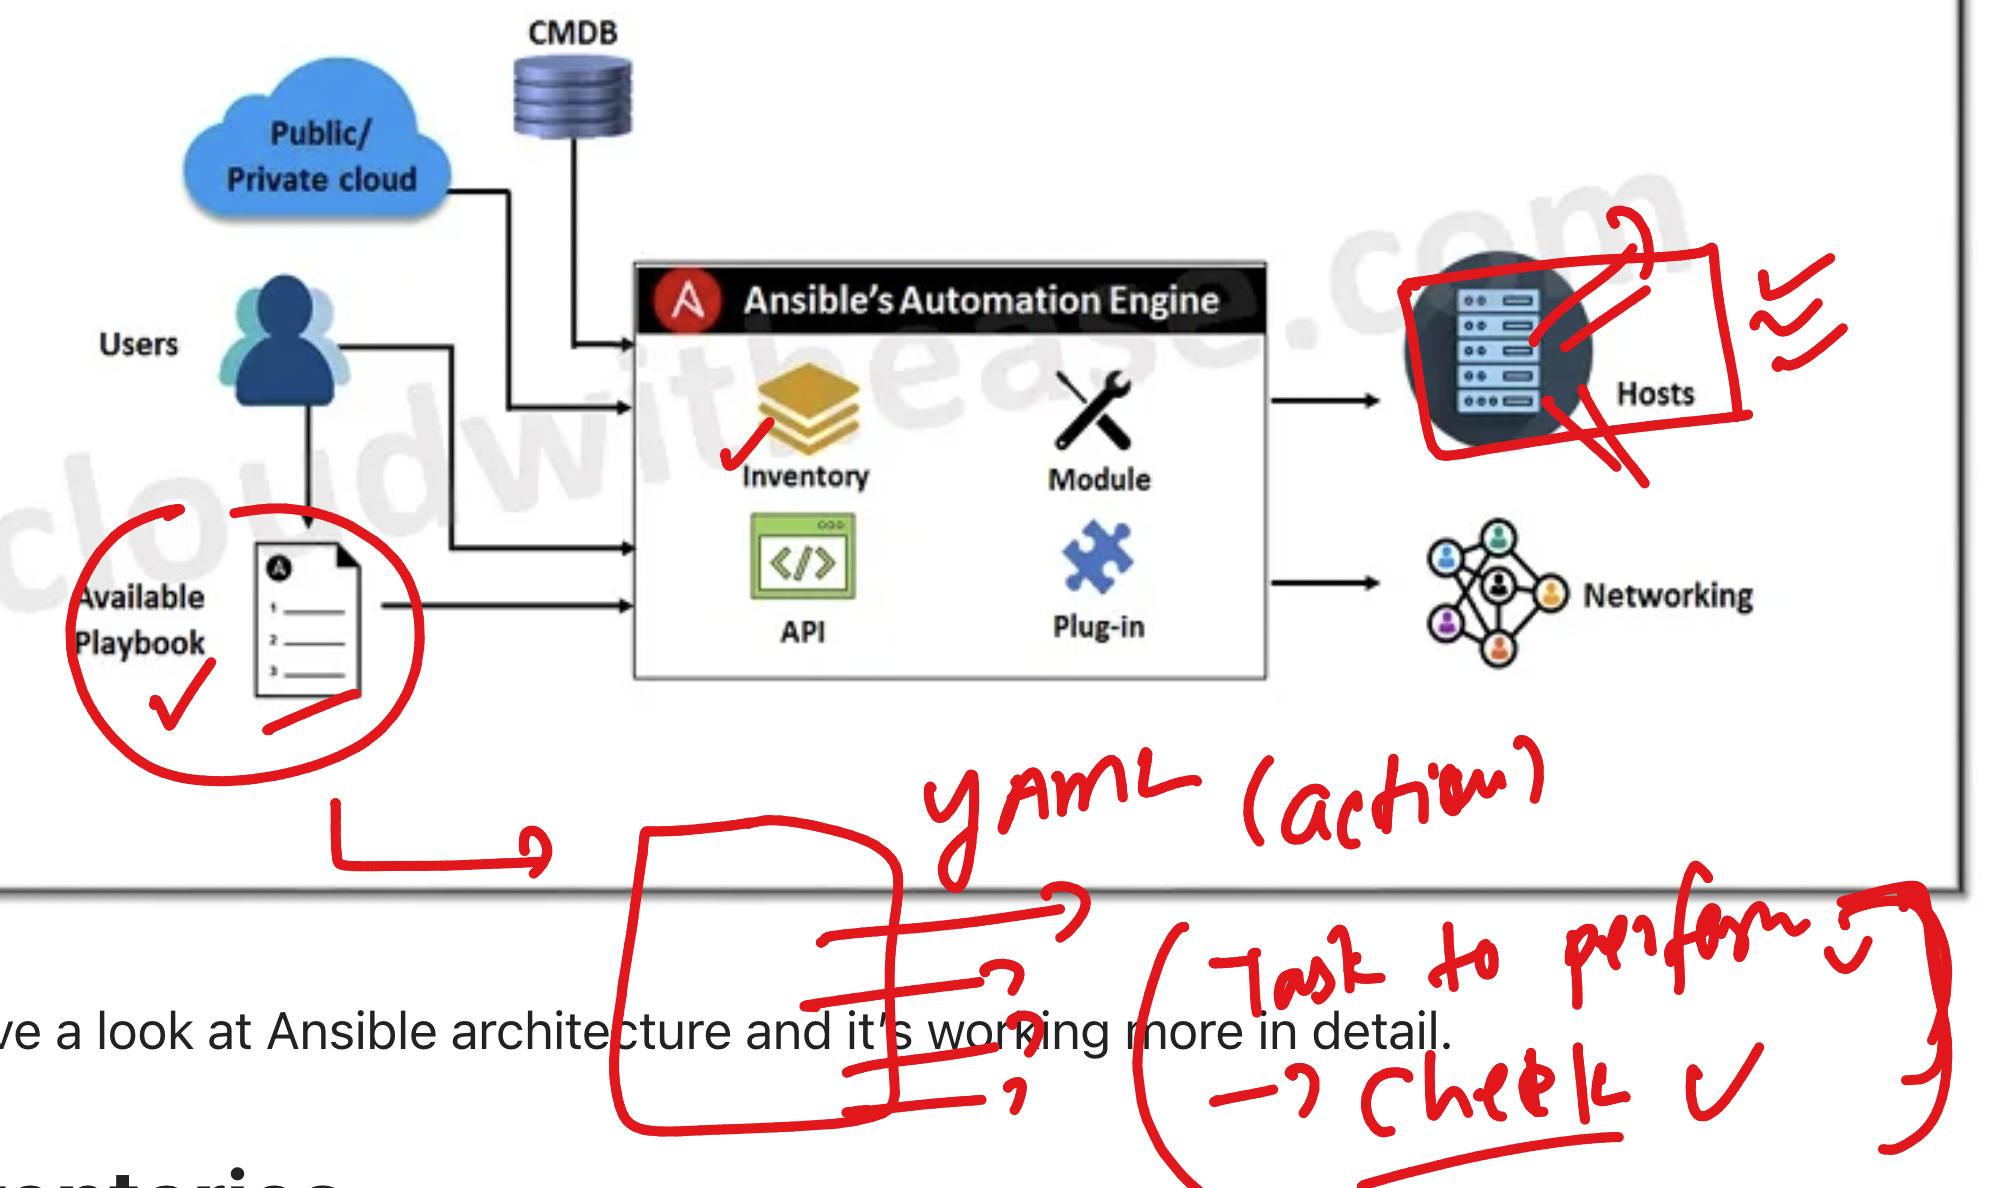 CMDB
Public/
Private cloud
Users
Available
Playbook
Ansible's Automation Engine
Inventory
Module
API
Plug-in
Hosts
Networking
cloudwithease.com
YAML (action)
Task to perform
→ check
ve a look at Ansible architecture and it's working more in detail.